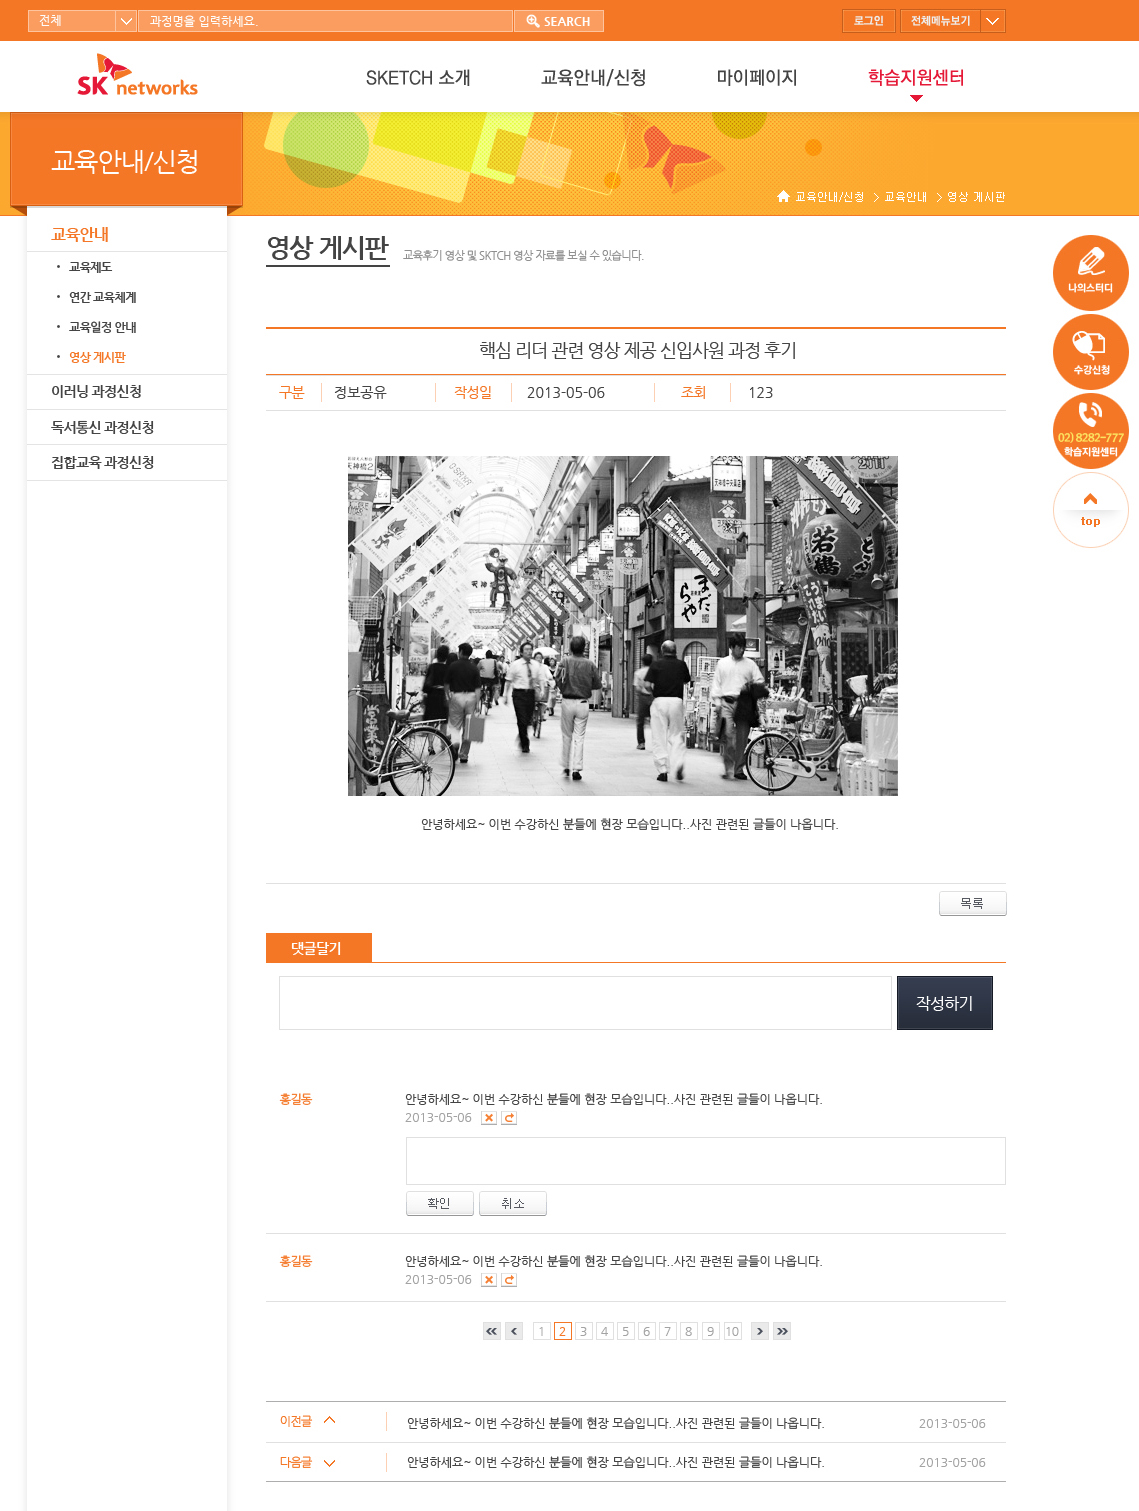 전체
과정명을 입력하세요.
SEARCH
로그인
전체메뉴보기
SK networks
SKETCH 소개
교육안내/신청
마이페이지
학습지원센터
교육안내/신청
교육안내/신청 > 교육안내 > 영상 게시판
교육안내
• 교육제도
• 연간 교육체계
• 교육일정 안내
• 영상 게시판
이러닝 과정신청
독서통신 과정신청
집합교육 과정신청
영상 게시판
교육후기 영상 및 SKTCH 영상 자료를 보실 수 있습니다.
나의스터디
수강신청
02) 8282-777
학습지원센터
top
핵심 리더 관련 영상 제공 신입사원 과정 후기
구분 정보공유 작성일 2013-05-06 조회 123
天神橋2
2011
天神
若鶴
とうふ
まいど
안녕하세요~ 이번 수강하신 분들에 현장 모습입니다..사진 관련된 글들이 나옵니다.
목록
댓글달기
작성하기
홍길동
안녕하세요~ 이번 수강하신 분들에 현장 모습입니다..사진 관련된 글들이 나옵니다.
2013-05-06
확인
취소
홍길동
안녕하세요~ 이번 수강하신 분들에 현장 모습입니다..사진 관련된 글들이 나옵니다.
2013-05-06
1 2 3 4 5 6 7 8 9 10
이전글 안녕하세요~ 이번 수강하신 분들에 현장 모습입니다..사진 관련된 글들이 나옵니다. 2013-05-06
다음글 안녕하세요~ 이번 수강하신 분들에 현장 모습입니다..사진 관련된 글들이 나옵니다. 2013-05-06